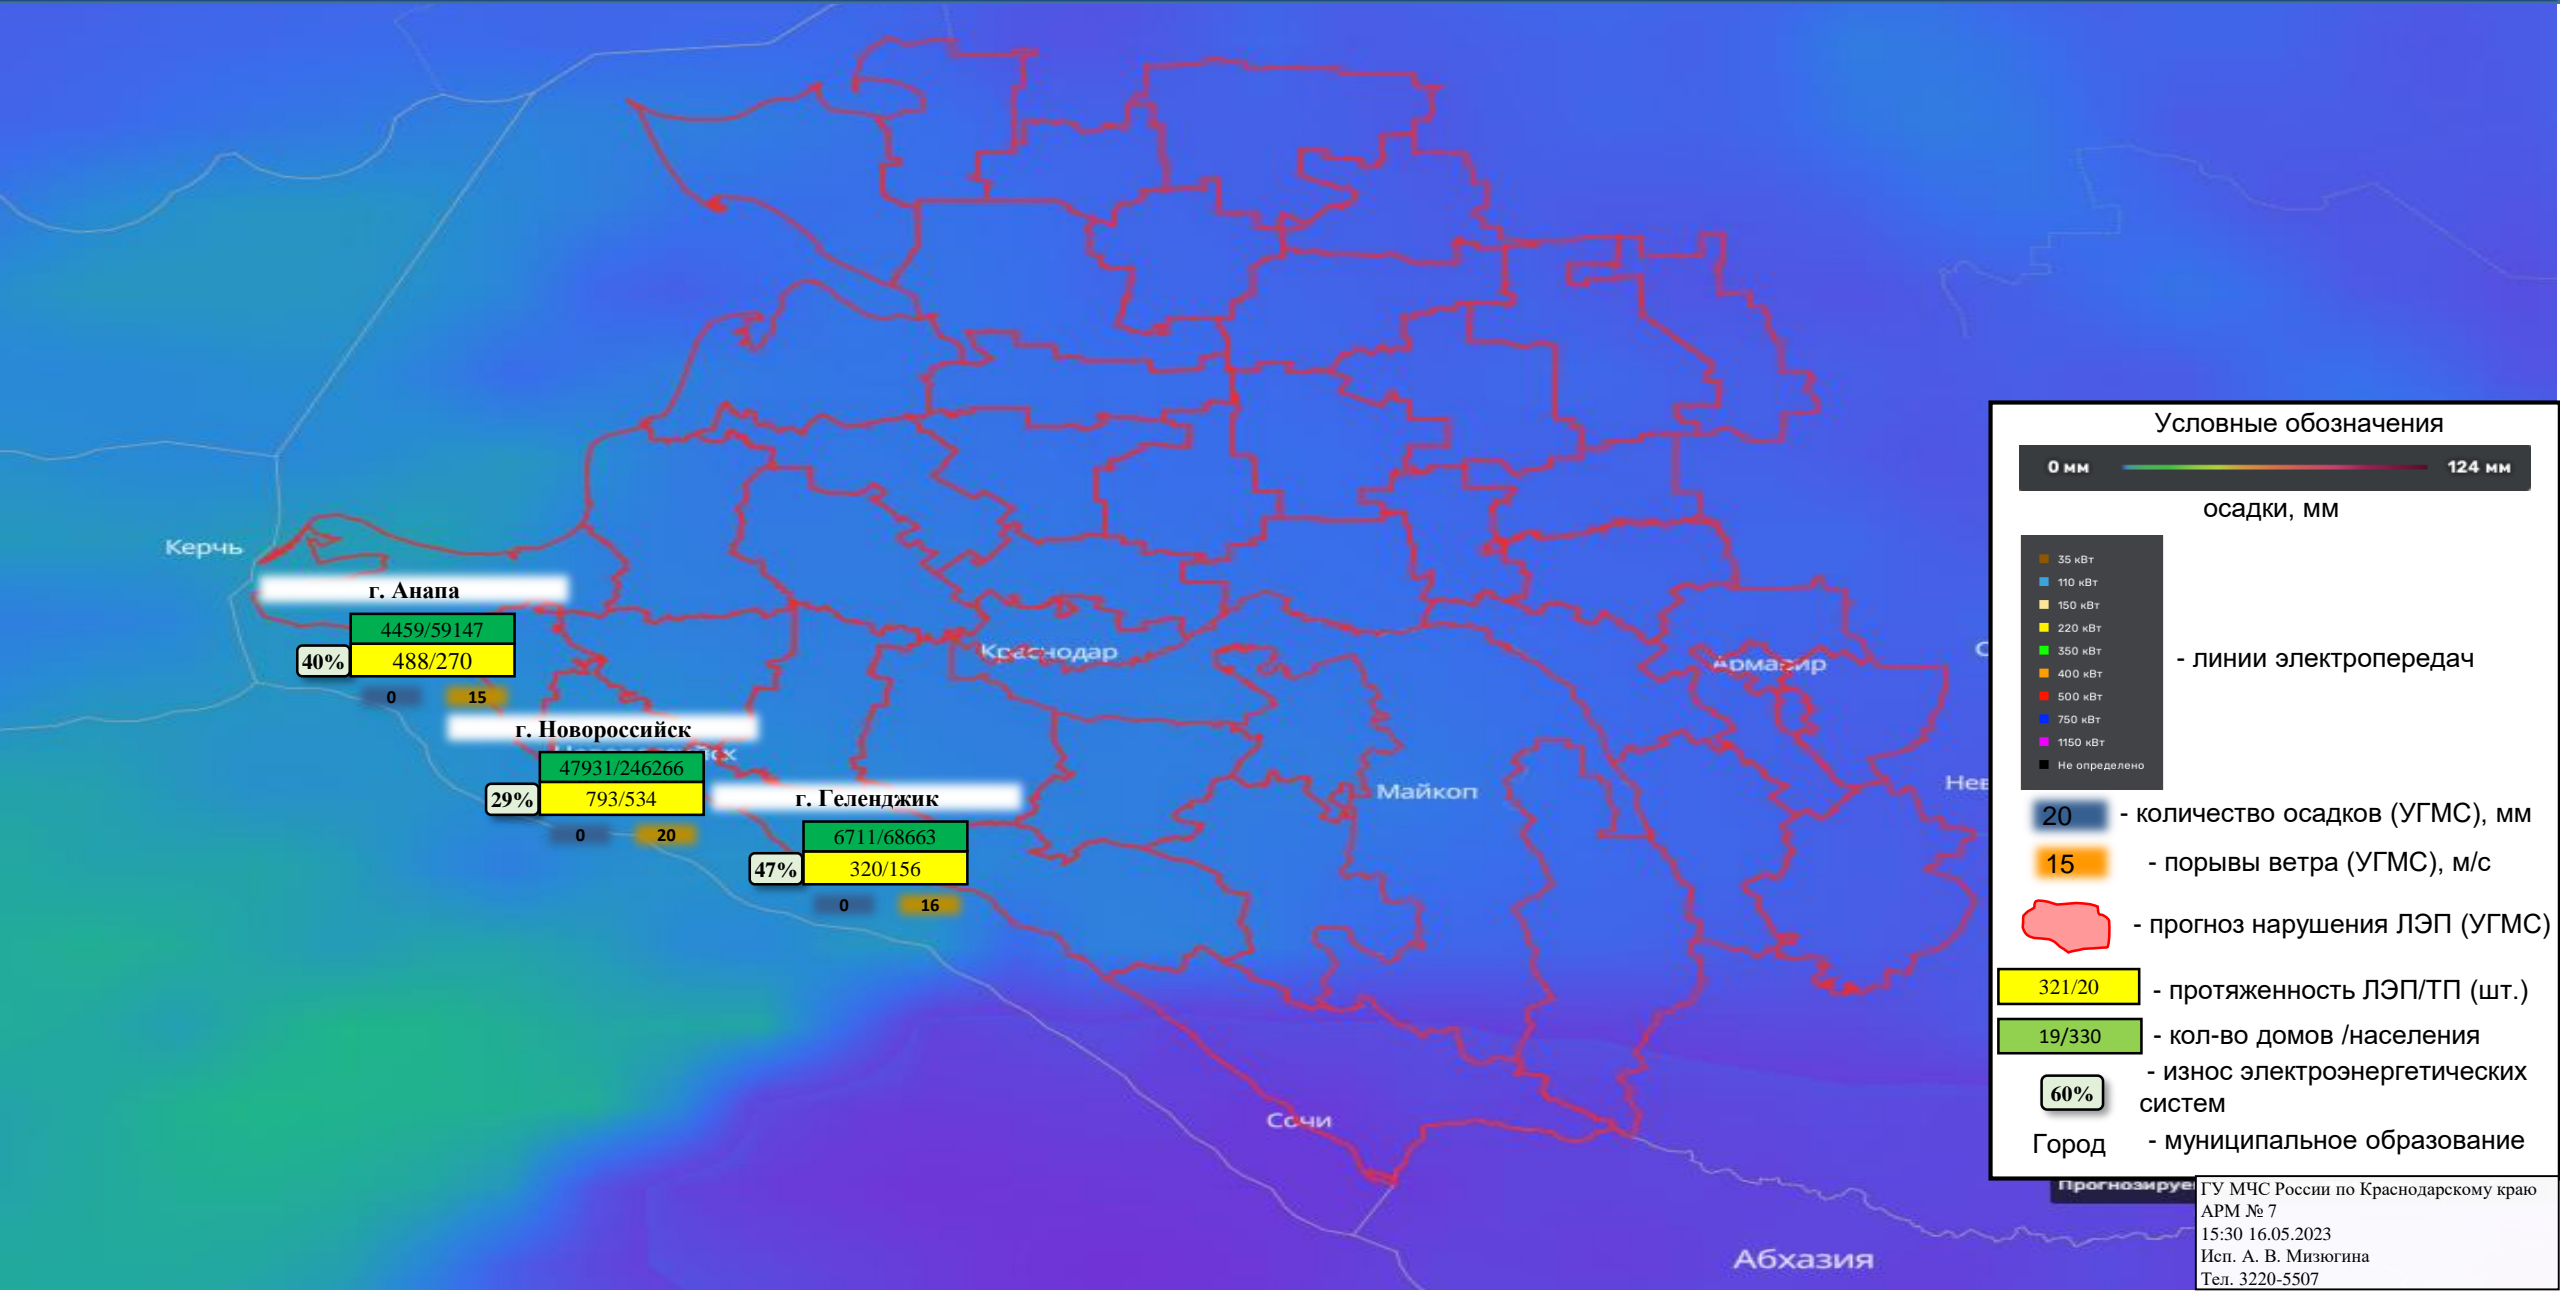 Керчь
г. Анапа
4459/59147
40%
488/270
0
15
г. Новороссийск
47931/246266
29%
793/534
0
20
г. Геленджик
6711/68663
47%
320/156
0
16
Краснодар
Армавир
Майкоп
Сочи
Абхазия
Условные обозначения
0 мм
124 мм
осадки, мм
35 кВт
110 кВт
150 кВт
220 кВт
350 кВт
400 кВт
500 кВт
750 кВт
1150 кВт
Не определено
- линии электропередач
20 - количество осадков (УГМС), мм
15 - порывы ветра (УГМС), м/с
- прогноз нарушения ЛЭП (УГМС)
321/20 - протяженность ЛЭП/ТП (шт.)
19/330 - кол-во домов /населения
60% - износ электроэнергетических
систем
Город - муниципальное образование
ГУ МЧС России по Краснодарскому краю
АРМ № 7
15:30 16.05.2023
Исп. А. В. Мизюгина
Тел. 3220-5507